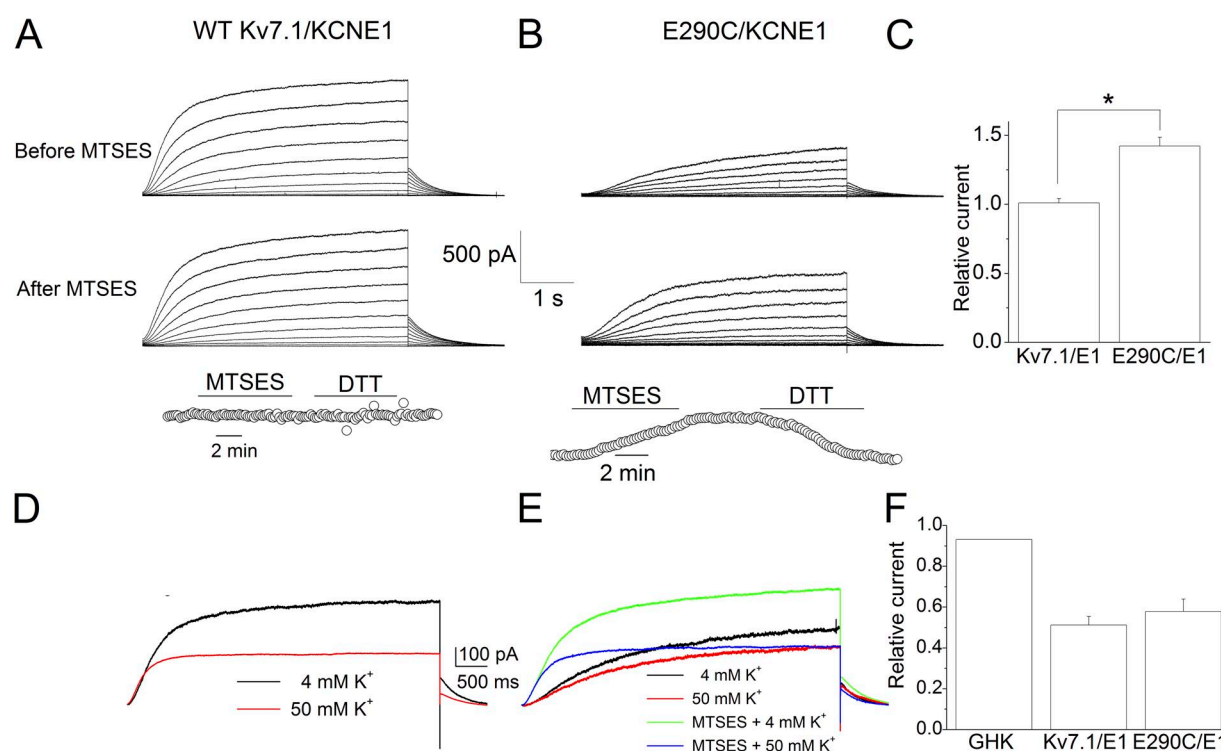 A
WT Kv7.1/KCNE1
B
E290C/KCNE1
C
Before MTSES
After MTSES
500 pA
1 s
MTSES
DTT
2 min
MTSES
DTT
2 min
*
Relative current
1.5
1.0
0.5
0.0
Kv7.1/E1
E290C/E1
D
4 mM K⁺
50 mM K⁺
100 pA
500 ms
E
4 mM K⁺
50 mM K⁺
MTSES + 4 mM K⁺
MTSES + 50 mM K⁺
F
Relative current
1.0
0.8
0.6
0.4
0.2
0.0
GHK
Kv7.1/E1
E290C/E1